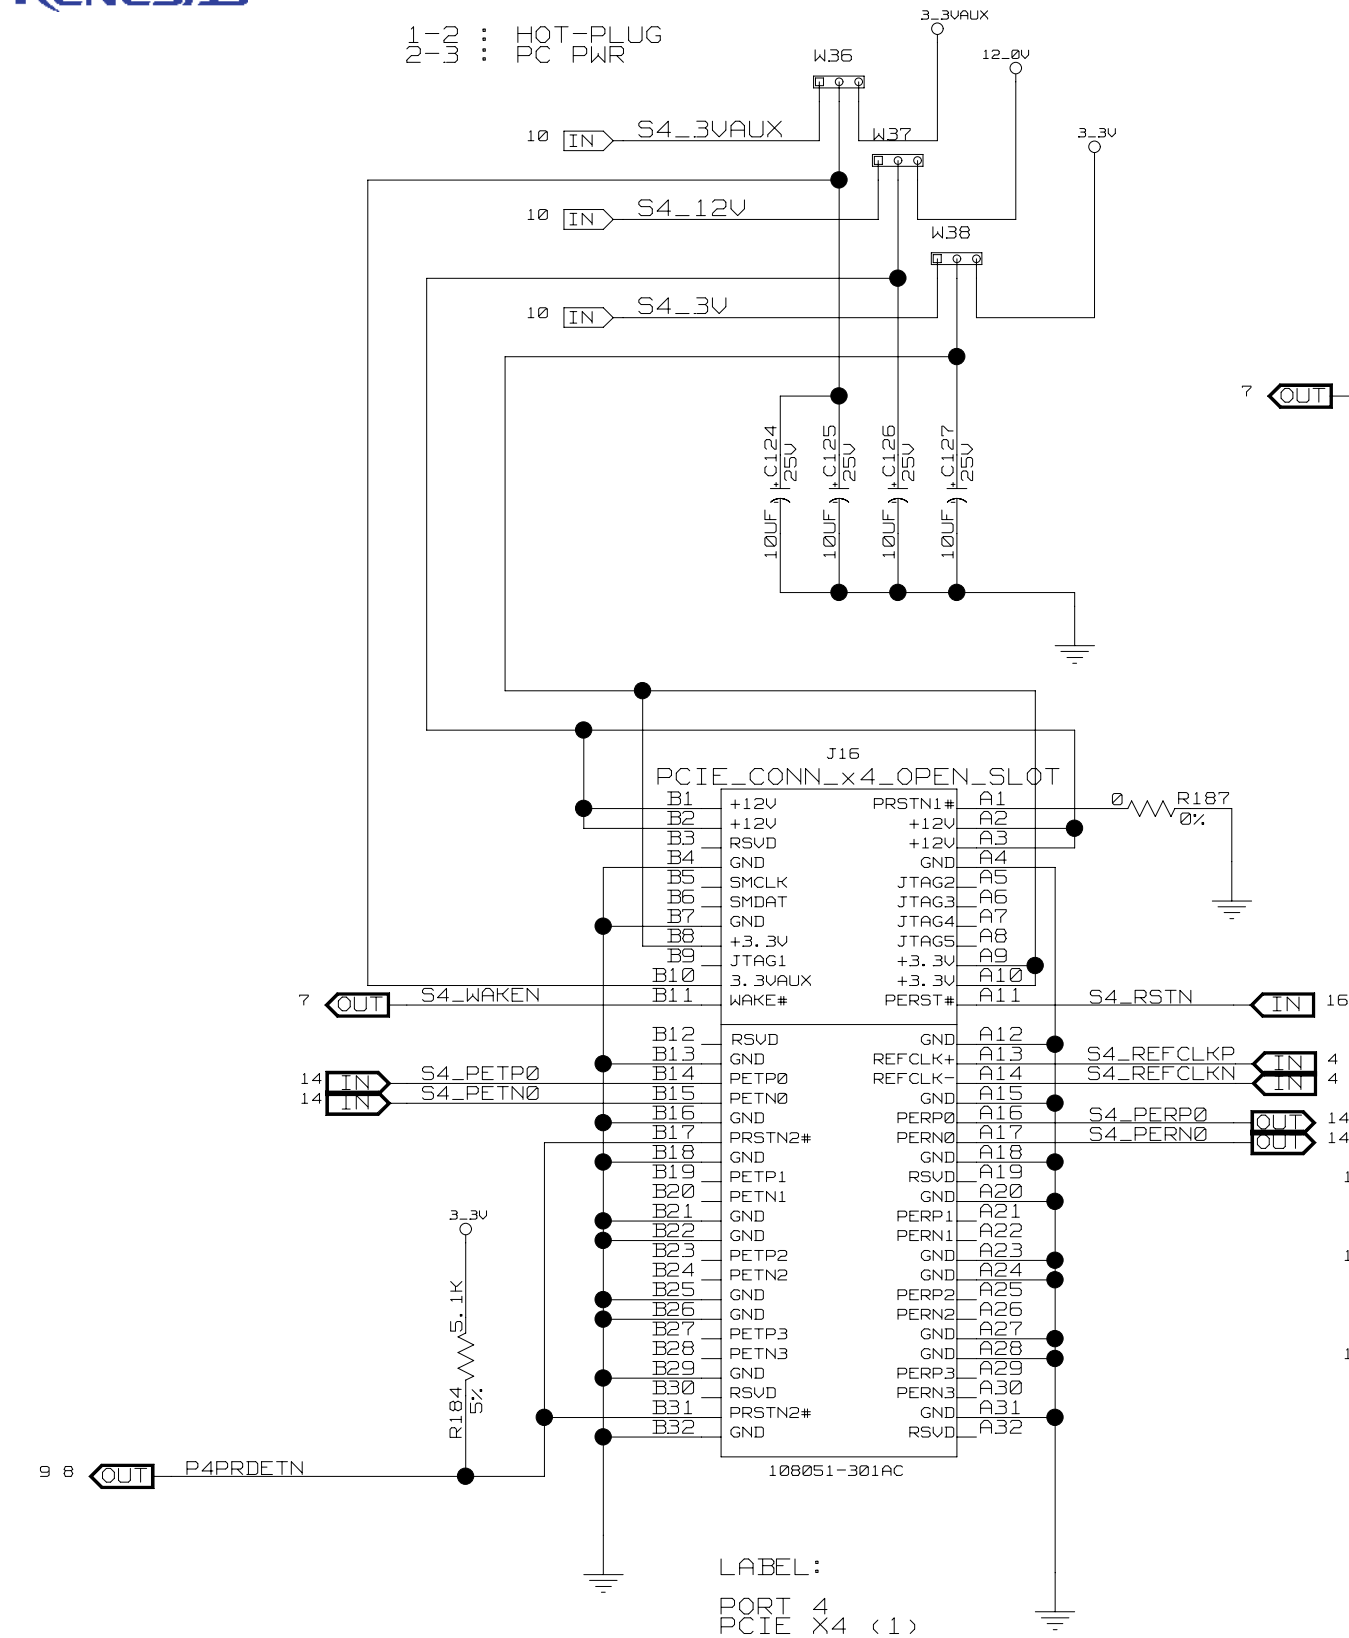 RENESAS
1-2 : HOT-PLUG
2-3 : PC PWR
3_3VAUX
W36
12_0V
10 IN S4_3VAUX
W37
3_3V
10 IN S4_12V
W38
10 IN S4_3V
7 OUT
10UF + C124 25V
10UF + C125 25V
10UF + C126 25V
10UF + C127 25V
J16
PCIE_CONN_x4_OPEN_SLOT
B1 +12V PRSTN1# A1 0 R187
B2 +12V +12V A2 0%
B3 RSVD +12V A3
B4 GND GND A4
B5 SMCLK JTAG2 A5
B6 SMDAT JTAG3 A6
B7 GND JTAG4 A7
B8 +3.3V JTAG5 A8
B9 JTAG1 +3.3V A9
B10 3.3VAUX +3.3V A10
7 OUT S4_WAKEN B11 WAKE# PERST# A11 S4_RSTN IN 16
B12 RSVD GND A12
B13 GND REFCLK+ A13 S4_REFCLKP IN 4
14 IN S4_PETP0 B14 PETP0 REFCLK- A14 S4_REFCLKN IN 4
14 IN S4_PETN0 B15 PETN0 GND A15
B16 GND PERP0 A16 S4_PERP0 OUT 14
B17 PRSTN2# PERN0 A17 S4_PERN0 OUT 14
B18 GND GND A18
B19 PETP1 RSVD A19 1
B20 PETN1 GND A20
3_3V
B21 GND PERP1 A21
B22 GND PERN1 A22
B23 PETP2 GND A23 1
B24 PETN2 GND A24
B25 GND PERP2 A25
B26 GND PERN2 A26
B27 PETP3 GND A27
B28 PETN3 GND A28 1
B29 GND PERP3 A29
B30 RSVD PERN3 A30
B31 PRSTN2# GND A31
B32 GND RSVD A32
R184 5.1K
5%
9 8 OUT P4PRDETN
108051-301AC
LABEL:
PORT 4
PCIE X4 (1)